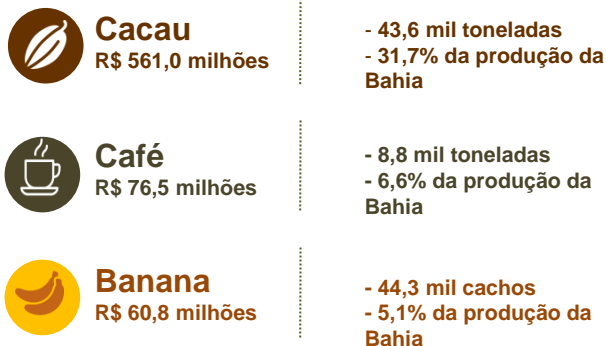 Cacau
R$ 561,0 milhões
- 43,6 mil toneladas
- 31,7% da produção da
Bahia
Café
R$ 76,5 milhões
- 8,8 mil toneladas
- 6,6% da produção da
Bahia
Banana
R$ 60,8 milhões
- 44,3 mil cachos
- 5,1% da produção da
Bahia